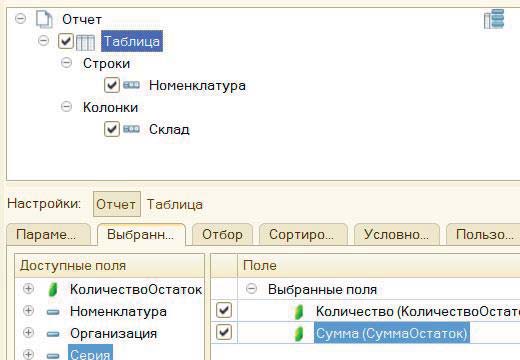 Отчет
Таблица
Строки
Номенклатура
Колонки
Склад
Настройки: Отчет Таблица
Параме... Выбранн... Отбор Сортиро... Условно... Пользо...
Доступные поля Поле
КоличествоОстаток Выбранные поля
Номенклатура Количество (КоличествоОстат
Организация Сумма (СуммаОстаток)
Серия